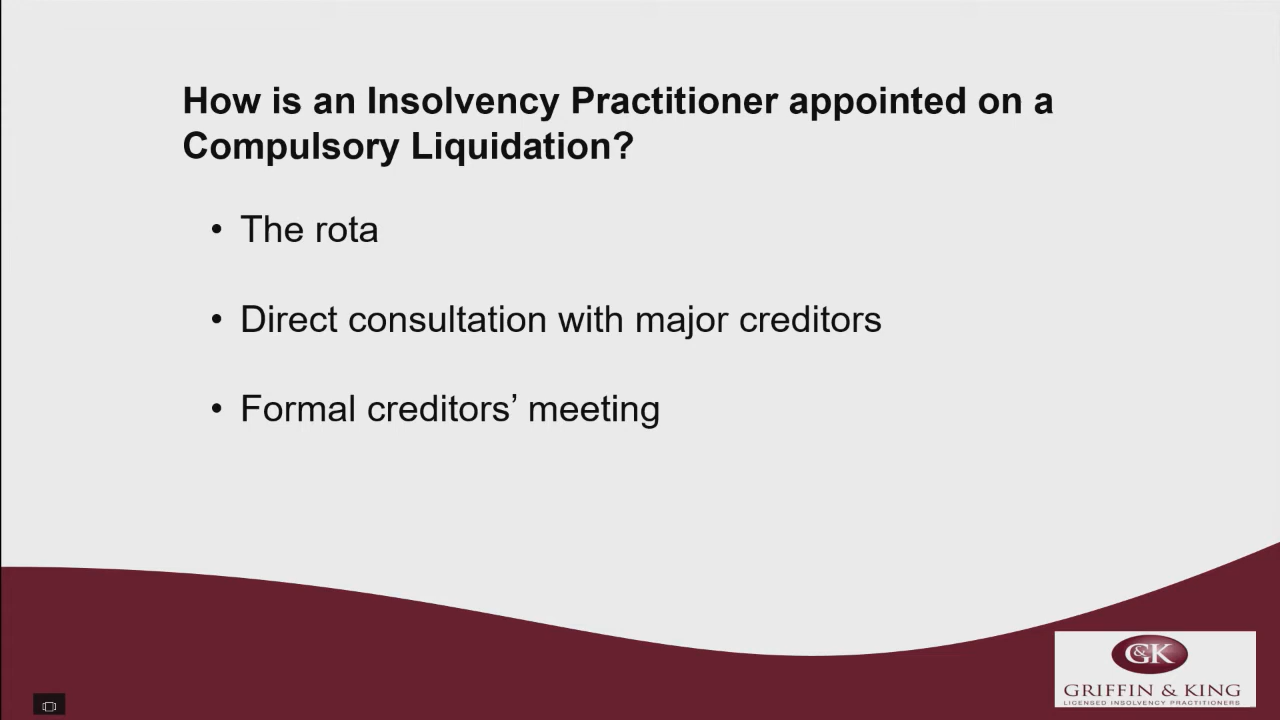 How is an Insolvency Practitioner appointed on a
Compulsory Liquidation?
• The rota
• Direct consultation with major creditors
• Formal creditors’ meeting
G&K
GRIFFIN & KING
LICENSED INSOLVENCY PRACTITIONERS